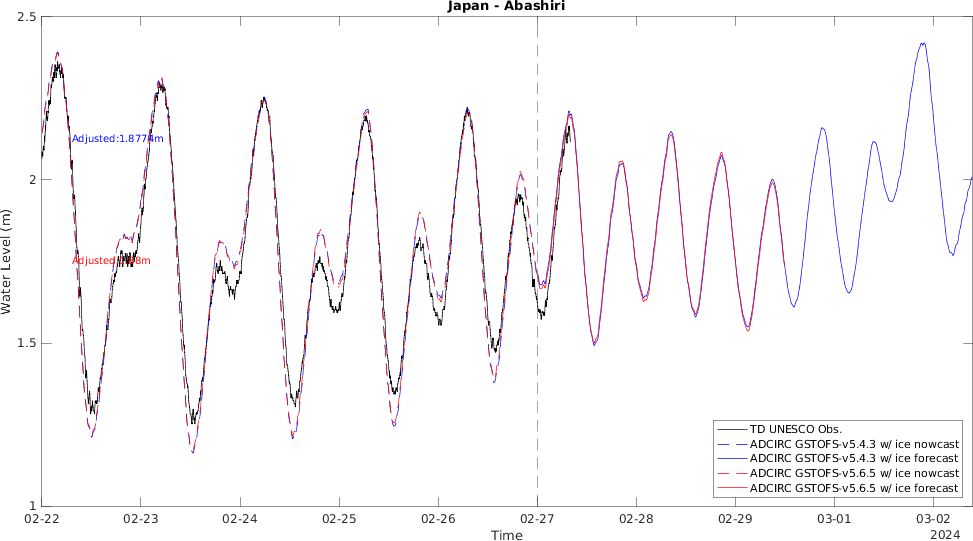 Japan - Abashiri
2.5
2
1.5
1
Water Level (m)
Adjusted:1.8774m
Adjusted
8m
02-22
02-23
02-24
02-25
02-26
02-27
02-28
02-29
03-01
03-02
Time
2024
TD UNESCO Obs.
ADCIRC GSTOFS-v5.4.3 w/ ice nowcast
ADCIRC GSTOFS-v5.4.3 w/ ice forecast
ADCIRC GSTOFS-v5.6.5 w/ ice nowcast
ADCIRC GSTOFS-v5.6.5 w/ ice forecast